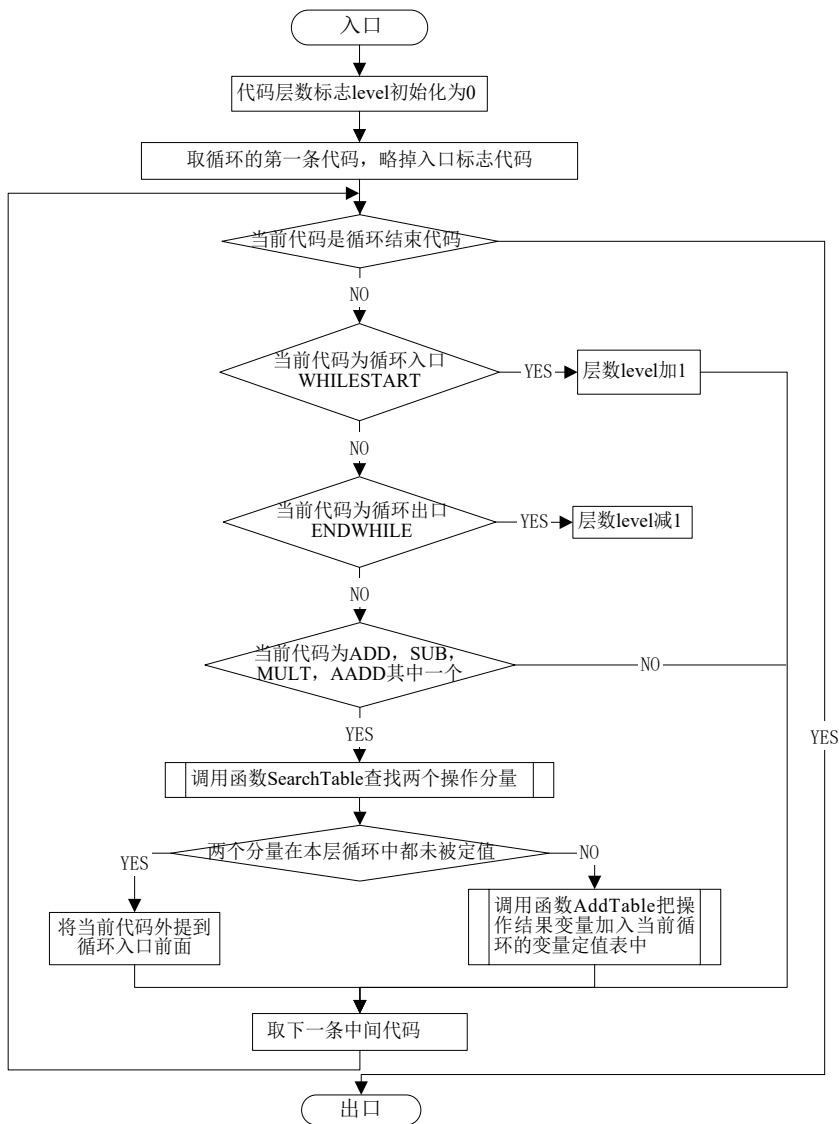 入口
代码层数标志level初始化为0
取循环的第一条代码，略掉入口标志代码
当前代码是循环结束代码
NO
当前代码为循环入口
WHILESTART
YES
层数level加1
NO
当前代码为循环出口
ENDWHILE
YES
层数level减1
NO
当前代码为ADD，SUB，
MULT，AADD其中一个
NO
YES
YES
调用函数SearchTable查找两个操作分量
两个分量在本层循环中都未被定值
YES
NO
将当前代码外提到
循环入口前面
调用函数AddTable把操
作结果变量加入当前循
环的变量定值表中
取下一条中间代码
出口